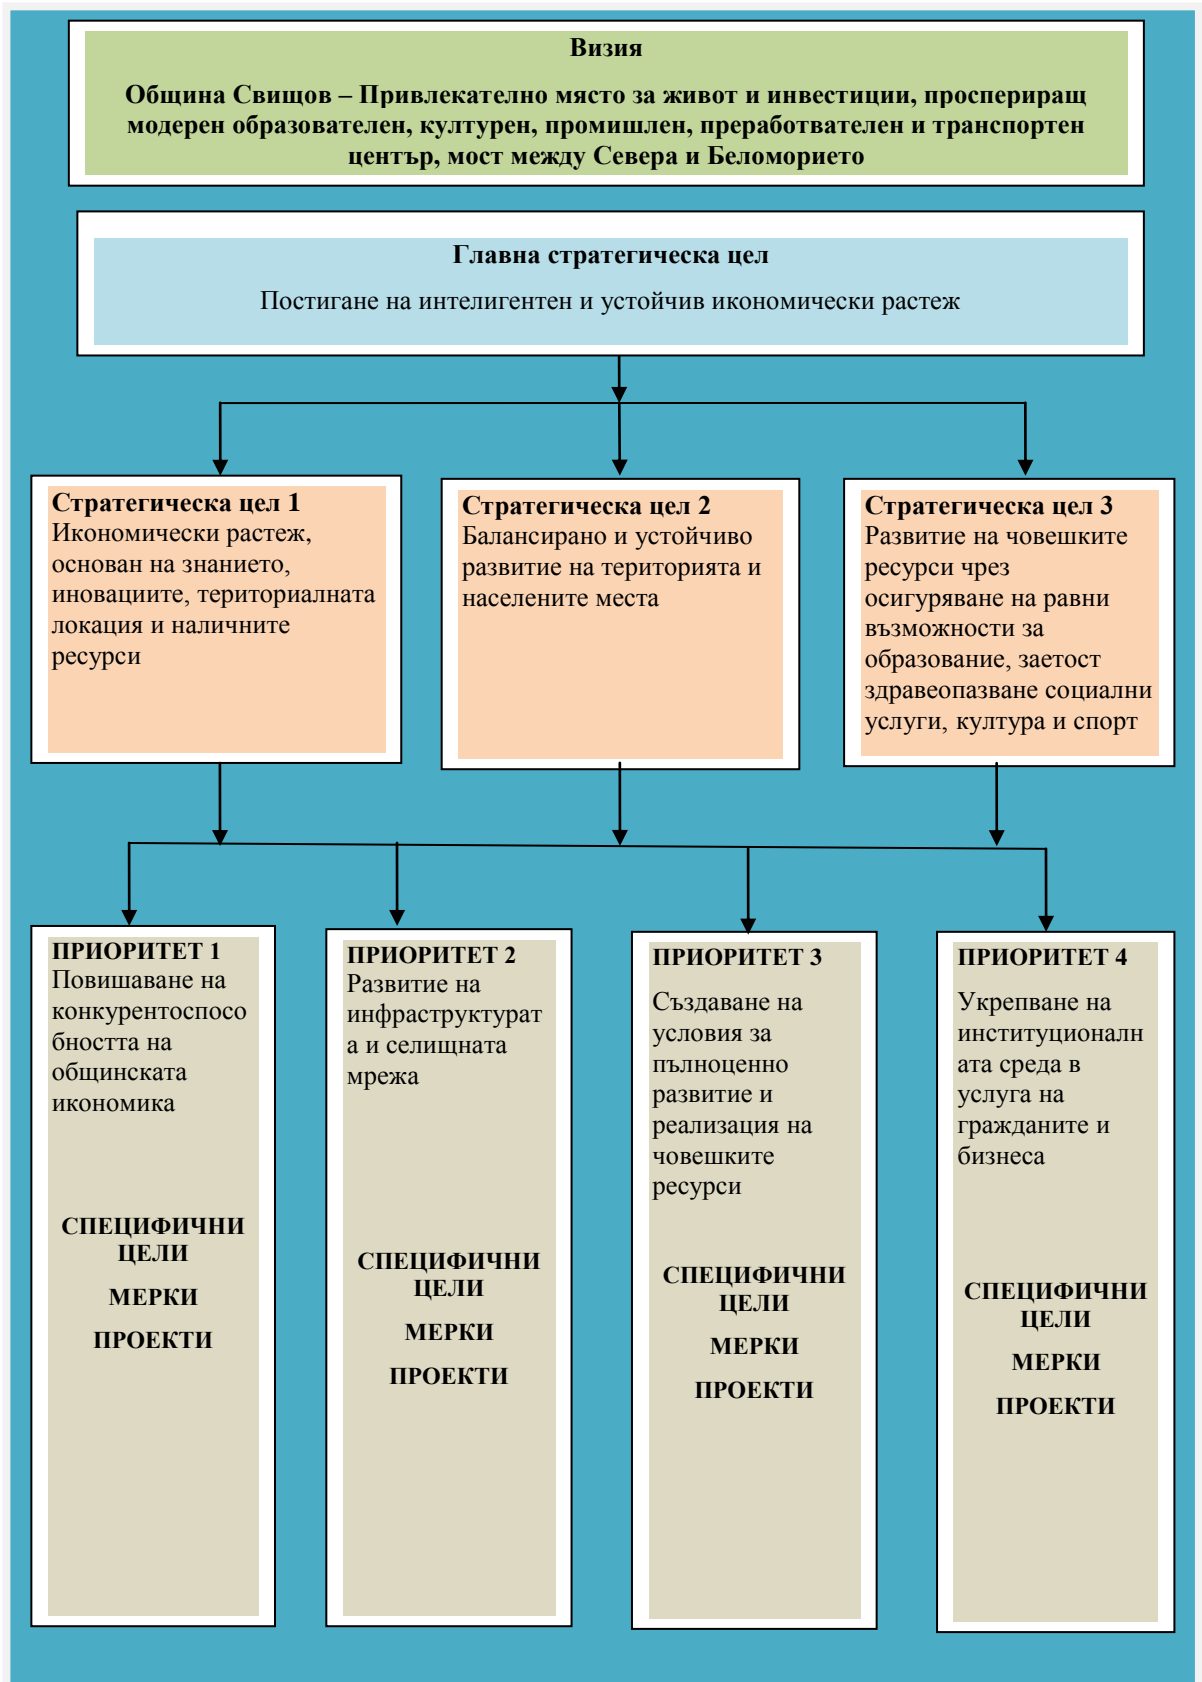 Визия
Община Свищов – Привлекателно място за живот и инвестиции, проспериращ
модерен образователен, културен, промишлен, преработвателен и транспортен
център, мост между Севера и Беломорието
Главна стратегическа цел
Постигане на интелигентен и устойчив икономически растеж
Стратегическа цел 1
Икономически растеж,
основан на знанието,
иновациите, териториалната
локация и наличните
ресурси
Стратегическа цел 2
Балансирано и устойчиво
развитие на територията и
населените места
Стратегическа цел 3
Развитие на човешките
ресурси чрез
осигуряване на равни
възможности за
образование, заетост
здравеопазване социални
услуги, култура и спорт
ПРИОРИТЕТ 1
Повишаване на
конкурентоспосо
бността на
общинската
икономика
СПЕЦИФИЧНИ
ЦЕЛИ
МЕРКИ
ПРОЕКТИ
ПРИОРИТЕТ 2
Развитие на
инфраструктурат
а и селищната
мрежа
СПЕЦИФИЧНИ
ЦЕЛИ
МЕРКИ
ПРОЕКТИ
ПРИОРИТЕТ 3
Създаване на
условия за
пълноценно
развитие и
реализация на
човешките
ресурси
СПЕЦИФИЧНИ
ЦЕЛИ
МЕРКИ
ПРОЕКТИ
ПРИОРИТЕТ 4
Укрепване на
институционалн
ата среда в
услуга на
гражданите и
бизнеса
СПЕЦИФИЧНИ
ЦЕЛИ
МЕРКИ
ПРОЕКТИ